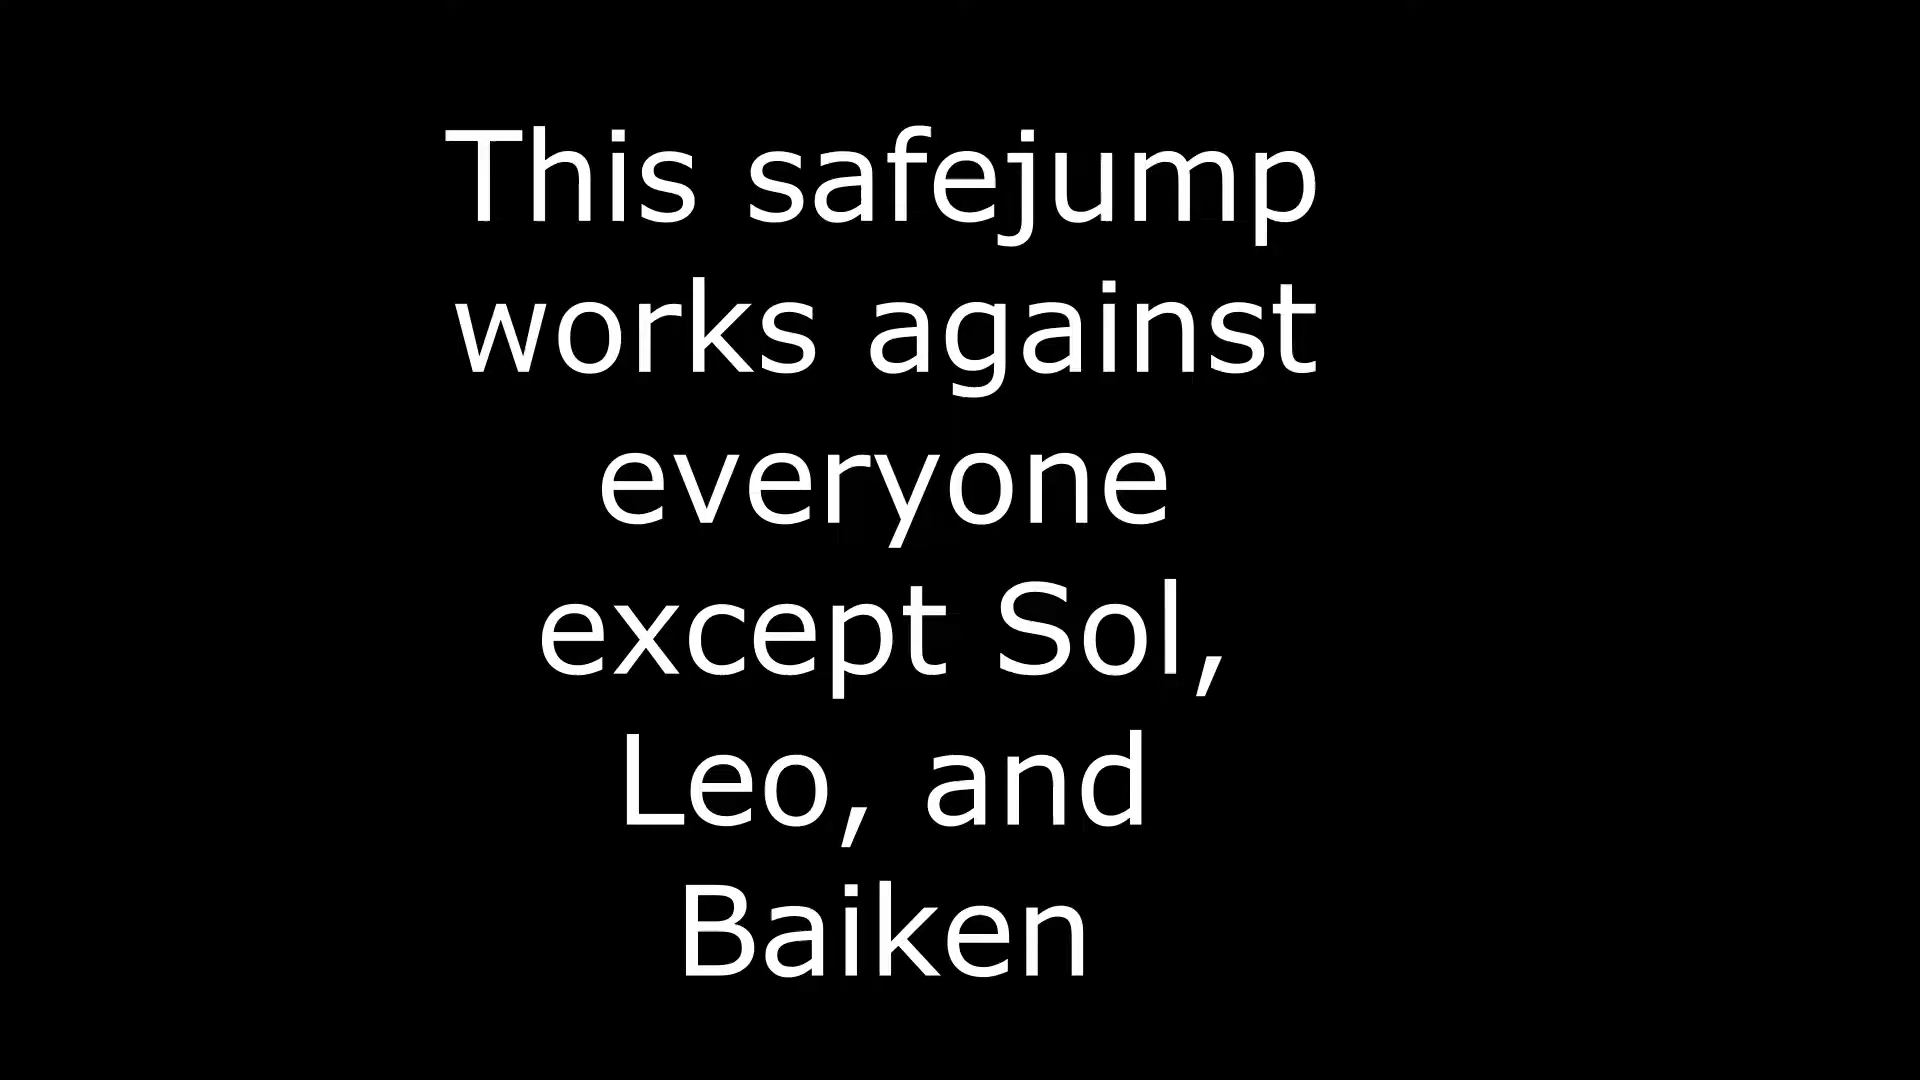 This safejump
works against
everyone
except Sol,
Leo, and
Baiken